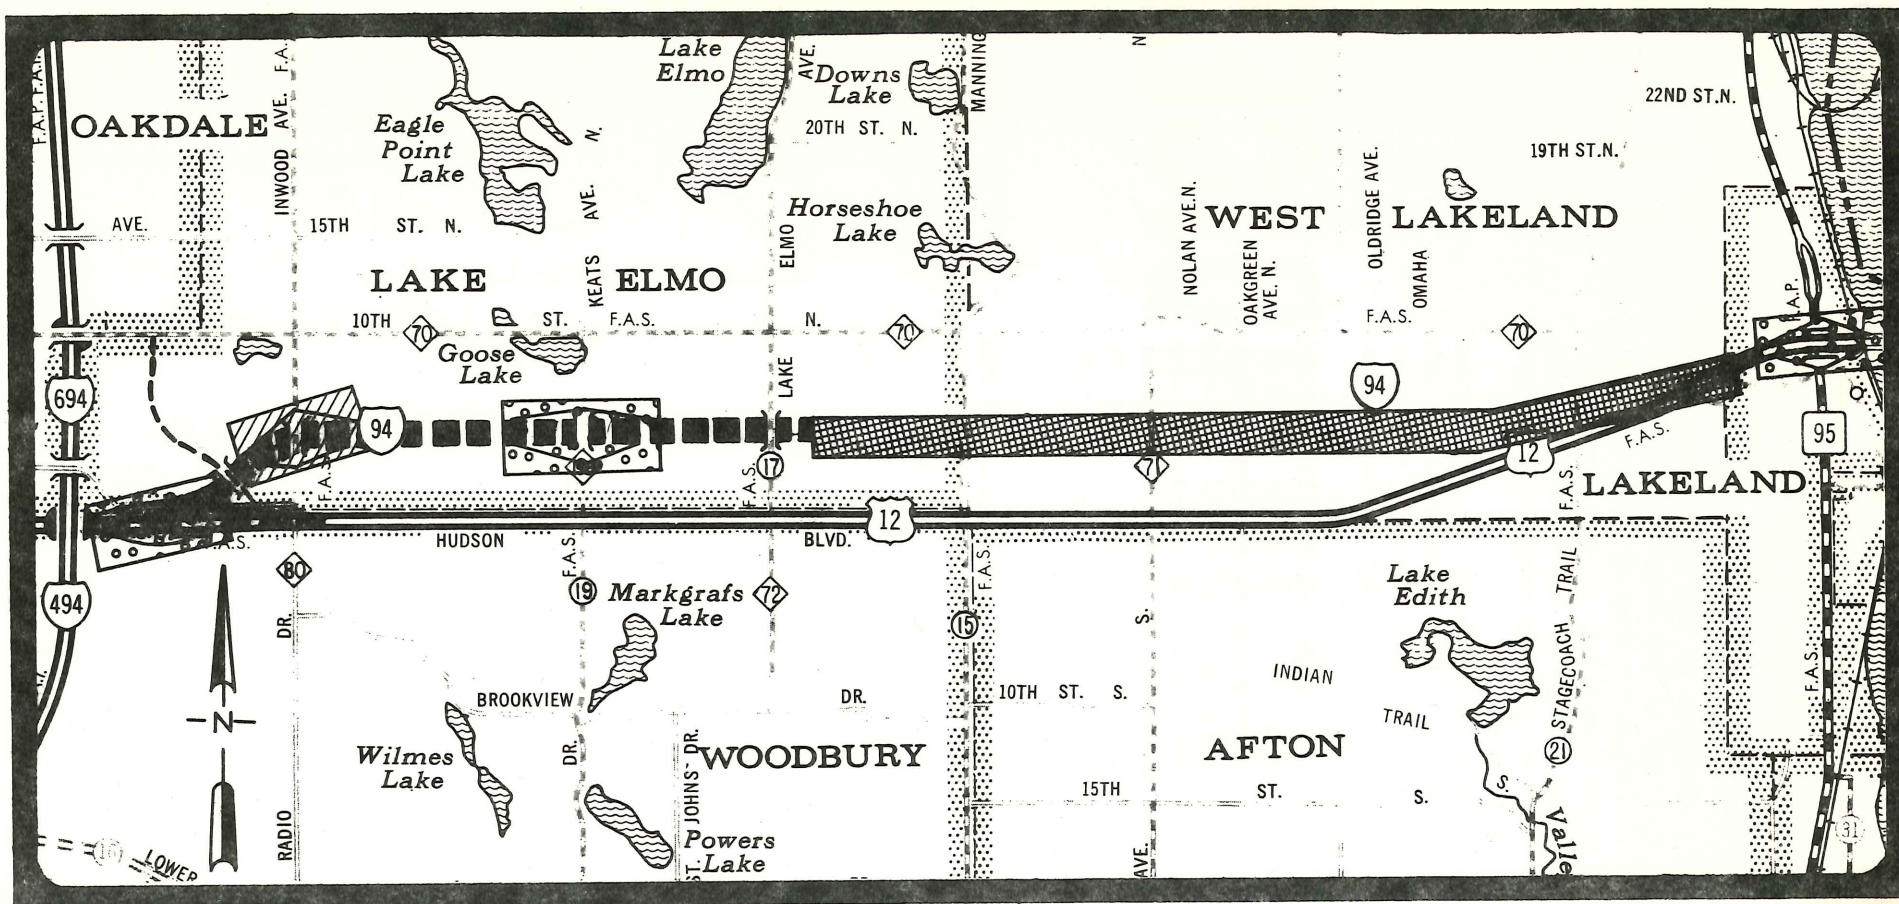 OAKDALE
F.A.P.
INWOOD AVE. F.A.
AVE.
Eagle
Point
Lake
Lake
Elmo
AVE.
Downs
Lake
MANNING
N
22ND ST.N.
20TH ST. N.
19TH ST.N.
15TH ST. N.
KEATS AVE. N.
Horseshoe
Lake
LAKE ELMO AVE.
NOLAN AVE.N.
WEST LAKELAND
OAKGREEN
AVE. N.
OLDRIDGE AVE.
OMAHA
LAKE ELMO
10TH ST. F.A.S. N.
70
70
F.A.S.
70
Goose
Lake
694
94
94
95
F.A.S.
F.A.S.
17
71
12
F.A.S.
F.A.S.
LAKELAND
12
HUDSON BLVD.
494
80
F.A.S.
19
Markgrafs
Lake
72
F.A.S.
15
S.
Lake
Edith
STAGECOACH TRAIL
21
F.A.S.
N
DR.
BROOKVIEW DR.
10TH ST. S.
INDIAN
TRAIL
Wilmes
Lake
DR.
WOODBURY
AFTON
ST. JOHNS DR.
15TH ST. S.
S.
RADIO
Powers
Lake
AVE.
Valle
16
LOWER
31